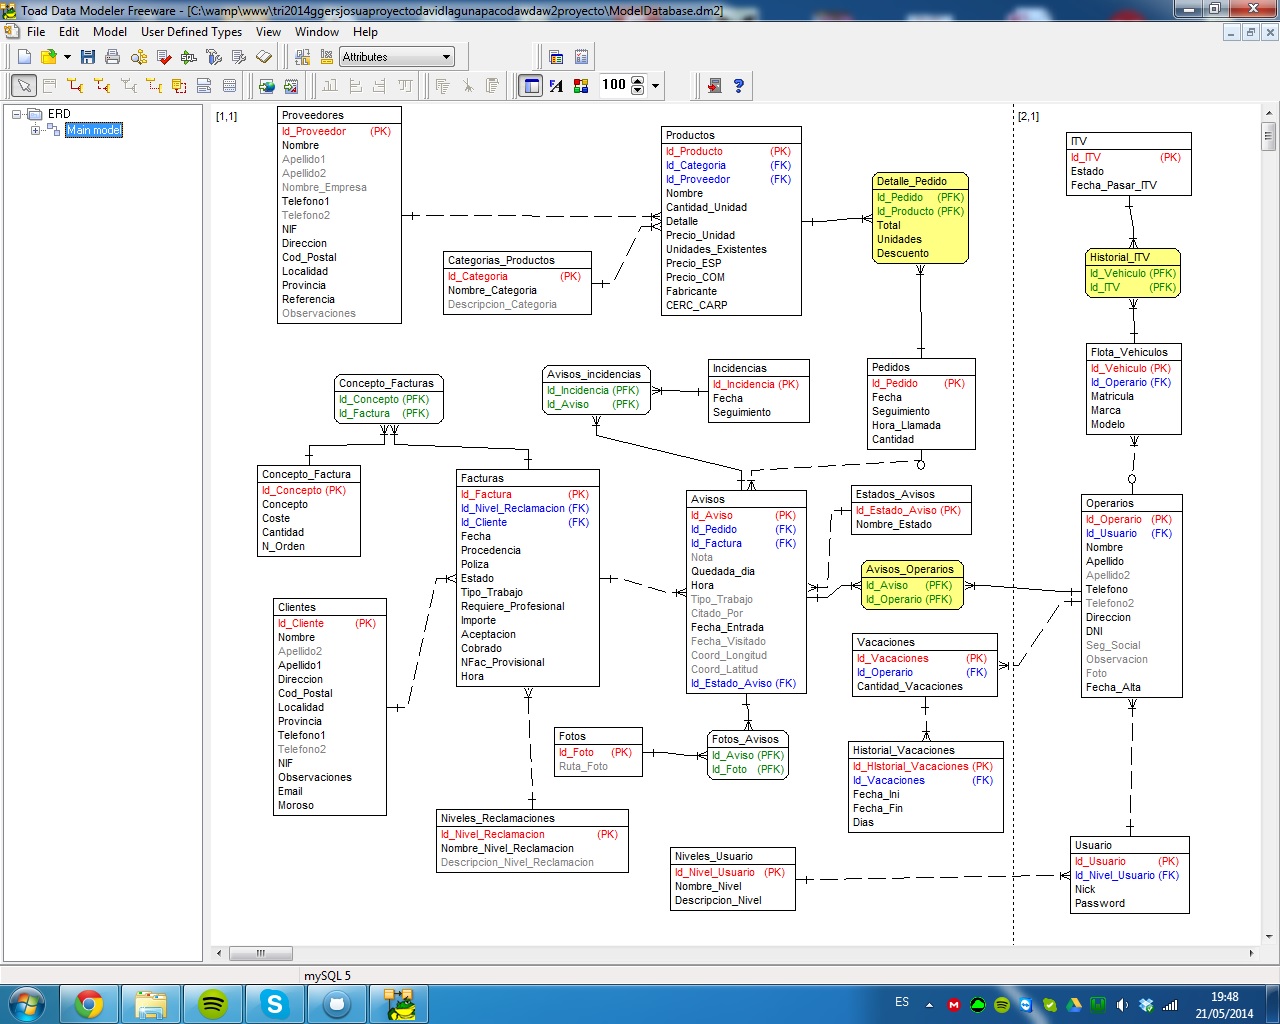 Toad Data Modeler Freeware - [C:\wamp\www\tri2014ggersjosuaproyectodavidlagunapacodawdaw2proyecto\ModelDatabase.dm2]
File Edit Model User Defined Types View Window Help
Attributes
100
ERD
Main model
[1,1]
[2,1]
Proveedores
Id_Proveedor (PK)
Nombre
Apellido1
Apellido2
Nombre_Empresa
Telefono1
Telefono2
NIF
Direccion
Cod_Postal
Localidad
Provincia
Referencia
Observaciones
Categorias_Productos
Id_Categoria (PK)
Nombre_Categoria
Descripcion_Categoria
Productos
Id_Producto (PK)
Id_Categoria (FK)
Id_Proveedor (FK)
Nombre
Cantidad_Unidad
Detalle
Precio_Unidad
Unidades_Existentes
Precio_ESP
Precio_COM
Fabricante
CERC_CARP
Detalle_Pedido
Id_Pedido (PFK)
Id_Producto (PFK)
Total
Unidades
Descuento
ITV
Id_ITV (PK)
Estado
Fecha_Pasar_ITV
Historial_ITV
Id_Vehiculo (PFK)
Id_ITV (PFK)
Flota_Vehiculos
Id_Vehiculo (PK)
Id_Operario (FK)
Matricula
Marca
Modelo
Concepto_Facturas
Id_Concepto (PFK)
Id_Factura (PFK)
Avisos_incidencias
Id_Incidencia (PFK)
Id_Aviso (PFK)
Incidencias
Id_Incidencia (PK)
Fecha
Seguimiento
Pedidos
Id_Pedido (PK)
Fecha
Seguimiento
Hora_Llamada
Cantidad
Concepto_Factura
Id_Concepto (PK)
Concepto
Coste
Cantidad
N_Orden
Facturas
Id_Factura (PK)
Id_Nivel_Reclamacion (FK)
Id_Cliente (FK)
Fecha
Procedencia
Poliza
Estado
Tipo_Trabajo
Requiere_Profesional
Importe
Aceptacion
Cobrado
NFac_Provisional
Hora
Avisos
Id_Aviso (PK)
Id_Pedido (FK)
Id_Factura (FK)
Nota
Quedada_dia
Hora
Tipo_Trabajo
Citado_Por
Fecha_Entrada
Fecha_Visitado
Coord_Longitud
Coord_Latitud
Id_Estado_Aviso (FK)
Estados_Avisos
Id_Estado_Aviso (PK)
Nombre_Estado
Avisos_Operarios
Id_Aviso (PFK)
Id_Operario (PFK)
Operarios
Id_Operario (PK)
Id_Usuario (FK)
Nombre
Apellido
Apellido2
Telefono
Telefono2
Direccion
DNI
Seg_Social
Observacion
Foto
Fecha_Alta
Clientes
Id_Cliente (PK)
Nombre
Apellido2
Apellido1
Direccion
Cod_Postal
Localidad
Provincia
Telefono1
Telefono2
NIF
Observaciones
Email
Moroso
Vacaciones
Id_Vacaciones (PK)
Id_Operario (FK)
Cantidad_Vacaciones
Fotos
Id_Foto (PK)
Ruta_Foto
Fotos_Avisos
Id_Aviso (PFK)
Id_Foto (PFK)
Historial_Vacaciones
Id_HIstorial_Vacaciones (PK)
Id_Vacaciones (FK)
Fecha_Ini
Fecha_Fin
Dias
Niveles_Reclamaciones
Id_Nivel_Reclamacion (PK)
Nombre_Nivel_Reclamacion
Descripcion_Nivel_Reclamacion
Niveles_Usuario
Id_Nivel_Usuario (PK)
Nombre_Nivel
Descripcion_Nivel
Usuario
Id_Usuario (PK)
Id_Nivel_Usuario (FK)
Nick
Password
mySQL 5
ES
19:48
21/05/2014